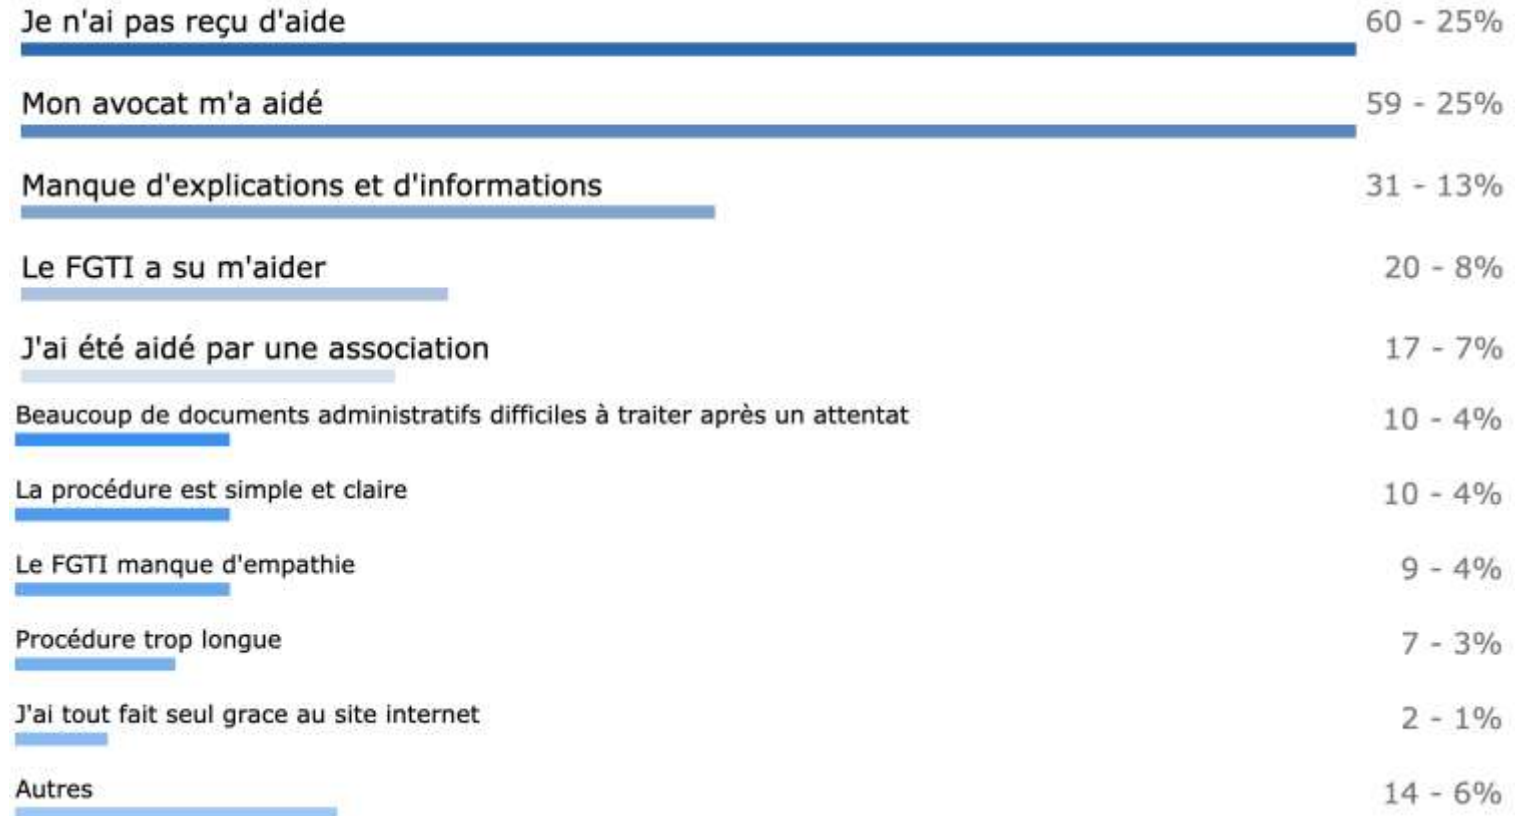 Je n'ai pas reçu d'aide 60 - 25%
Mon avocat m'a aidé 59 - 25%
Manque d'explications et d'informations 31 - 13%
Le FGTI a su m'aider 20 - 8%
J'ai été aidé par une association 17 - 7%
Beaucoup de documents administratifs difficiles à traiter après un attentat 10 - 4%
La procédure est simple et claire 10 - 4%
Le FGTI manque d'empathie 9 - 4%
Procédure trop longue 7 - 3%
J'ai tout fait seul grace au site internet 2 - 1%
Autres 14 - 6%